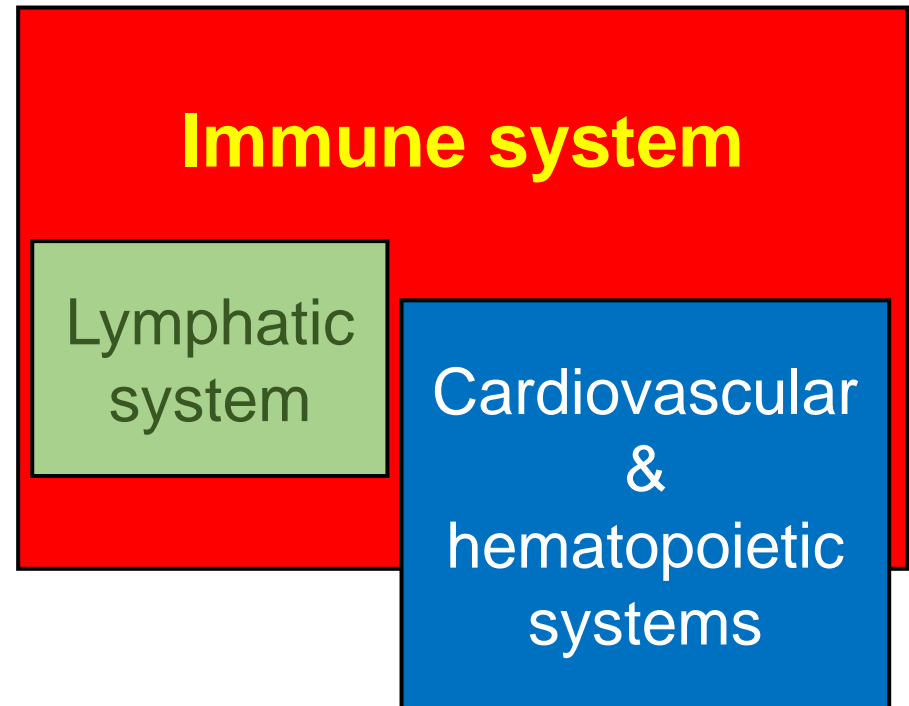 Immune system
Lymphatic
system
Cardiovascular
&
hematopoietic
systems